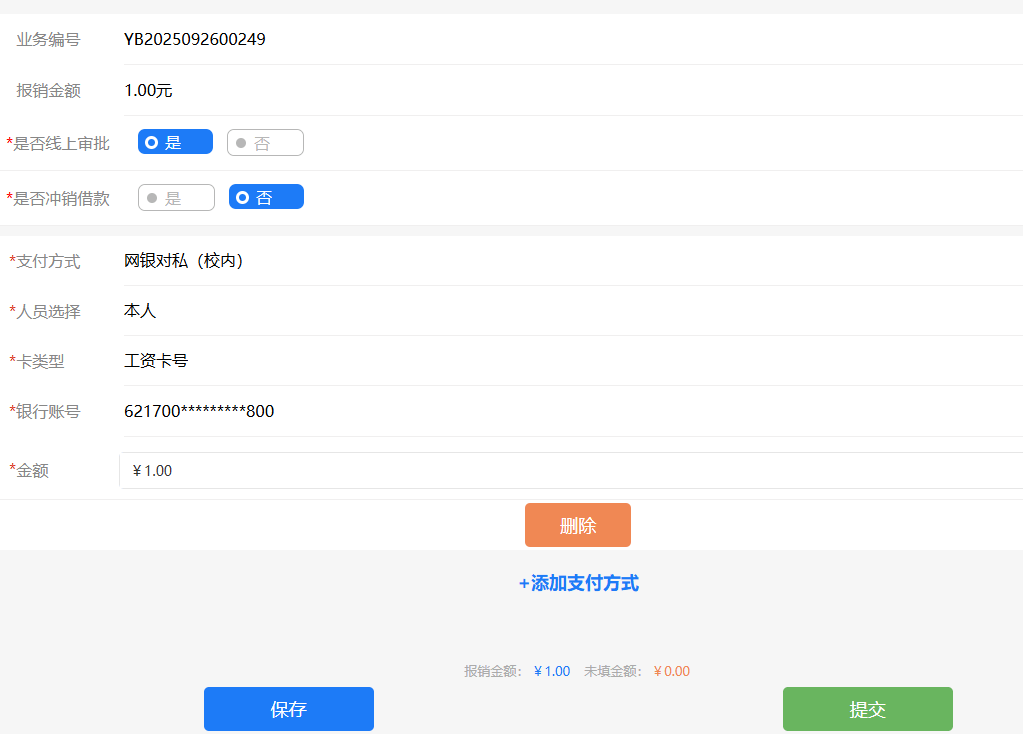 业务编号 YB2025092600249
报销金额 1.00元
*是否线上审批 是 否
*是否冲销借款 是 否
*支付方式 网银对私（校内）
*人员选择 本人
*卡类型 工资卡号
*银行账号 621700*********800
*金额 ¥ 1.00
删除
+添加支付方式
报销金额： ¥ 1.00 未填金额： ¥ 0.00
保存 提交